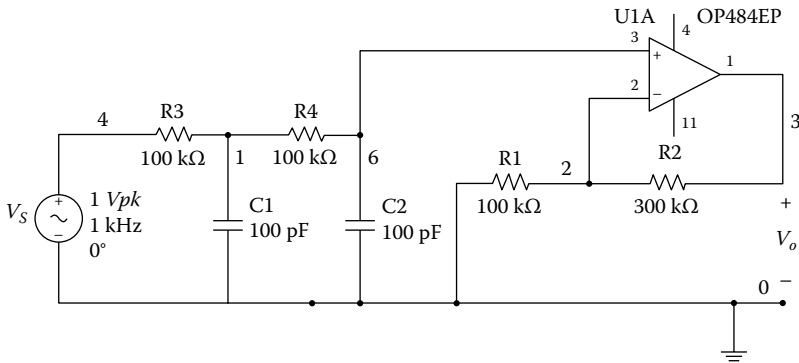 U1A
OP484EP
4
3
+
1
2
−
11
4
R3
100 kΩ
1
R4
100 kΩ
6
R1
100 kΩ
2
R2
300 kΩ
3
V_S
+
−
1 Vpk
1 kHz
0°
C1
100 pF
C2
100 pF
+
V_o
−
0